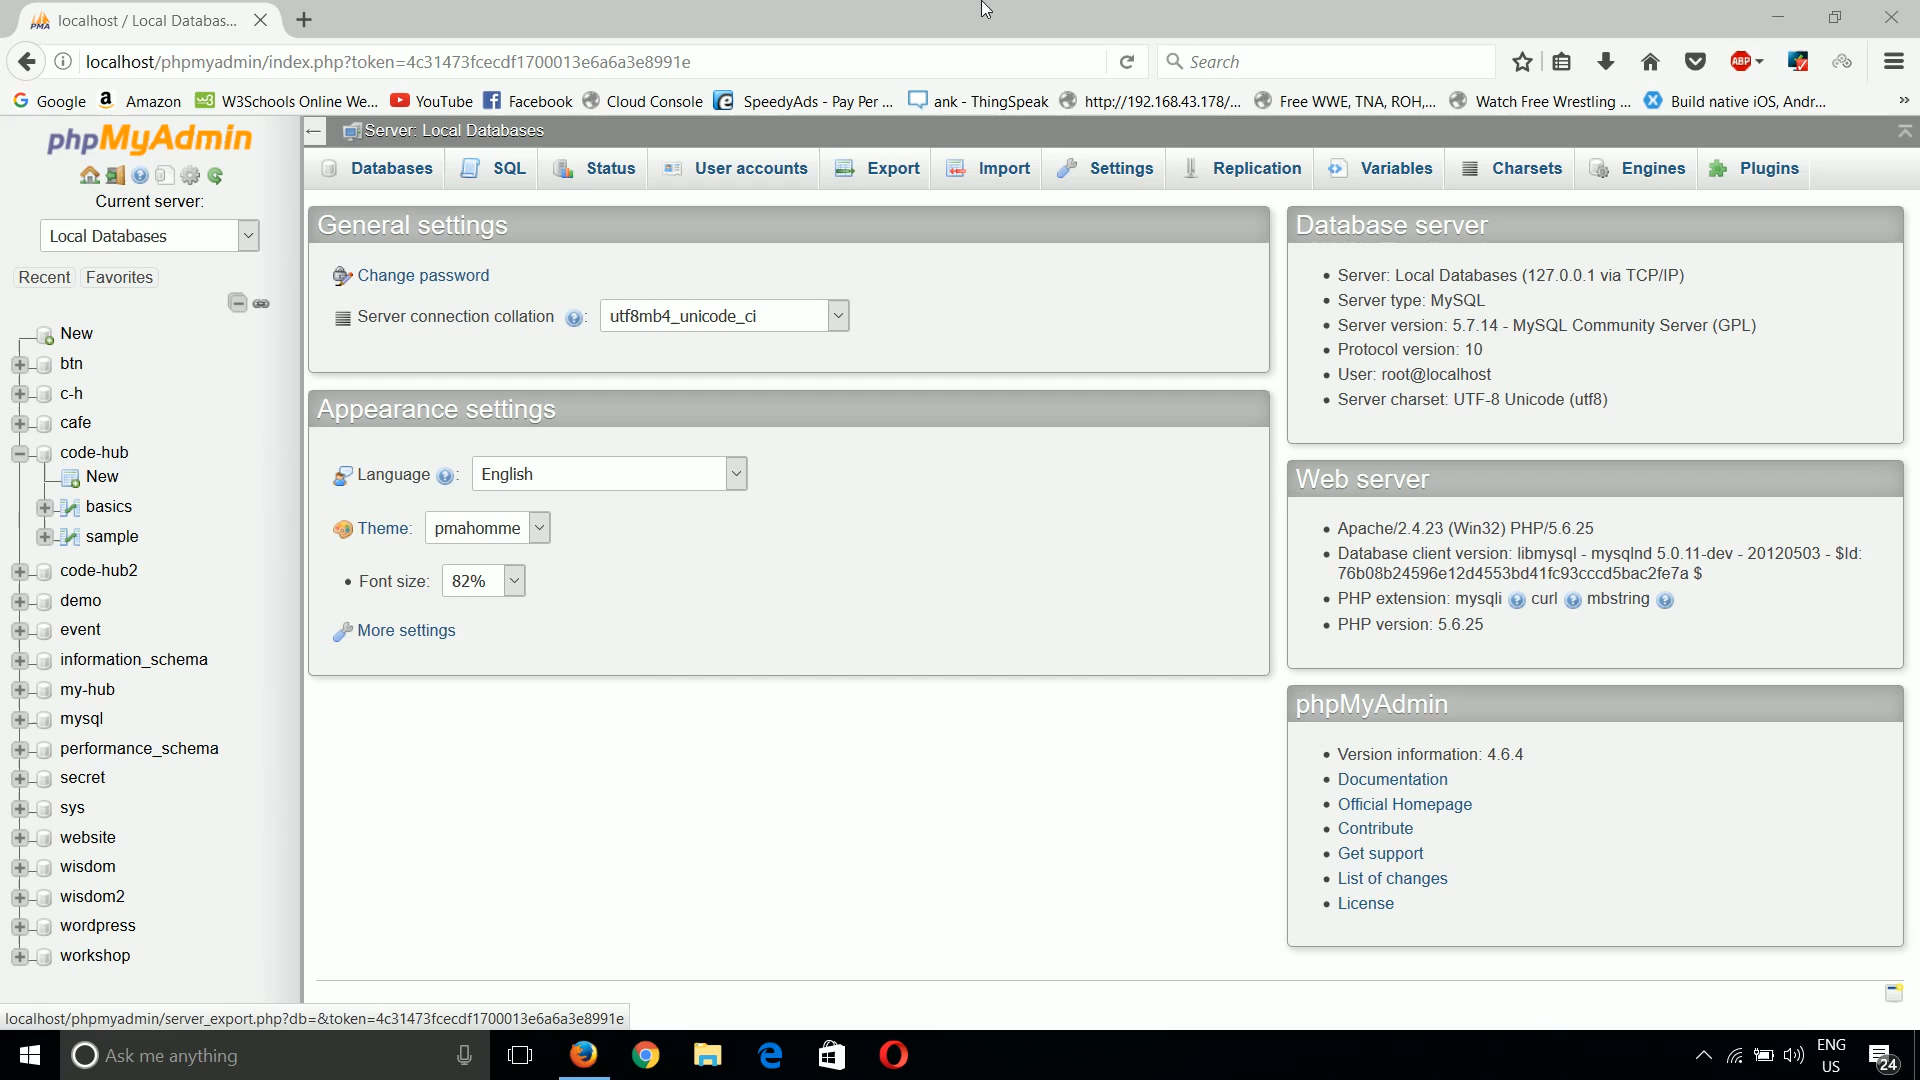 localhost / Local Databas...
localhost/phpmyadmin/index.php?token=4c31473fcecdf1700013e6a6a3e8991e
Search
ABP
Google
Amazon
W3Schools Online We...
YouTube
Facebook
Cloud Console
SpeedyAds - Pay Per ...
ank - ThingSpeak
http://192.168.43.178/...
Free WWE, TNA, ROH,...
Watch Free Wrestling ...
Build native iOS, Andr...
phpMyAdmin
Current server:
Local Databases
Recent
Favorites
New
btn
c-h
cafe
code-hub
New
basics
sample
code-hub2
demo
event
information_schema
my-hub
mysql
performance_schema
secret
sys
website
wisdom
wisdom2
wordpress
workshop
Server: Local Databases
Databases
SQL
Status
User accounts
Export
Import
Settings
Replication
Variables
Charsets
Engines
Plugins
General settings
Change password
Server connection collation :
utf8mb4_unicode_ci
Appearance settings
Language :
English
Theme:
pmahomme
Font size:
82%
More settings
Database server
Server: Local Databases (127.0.0.1 via TCP/IP)
Server type: MySQL
Server version: 5.7.14 - MySQL Community Server (GPL)
Protocol version: 10
User: root@localhost
Server charset: UTF-8 Unicode (utf8)
Web server
Apache/2.4.23 (Win32) PHP/5.6.25
Database client version: libmysql - mysqlnd 5.0.11-dev - 20120503 - $Id:
76b08b24596e12d4553bd41fc93cccd5bac2fe7a $
PHP extension: mysqli curl mbstring
PHP version: 5.6.25
phpMyAdmin
Version information: 4.6.4
Documentation
Official Homepage
Contribute
Get support
List of changes
License
localhost/phpmyadmin/server_export.php?db=&token=4c31473fcecdf1700013e6a6a3e8991e
Ask me anything
ENG
US
24